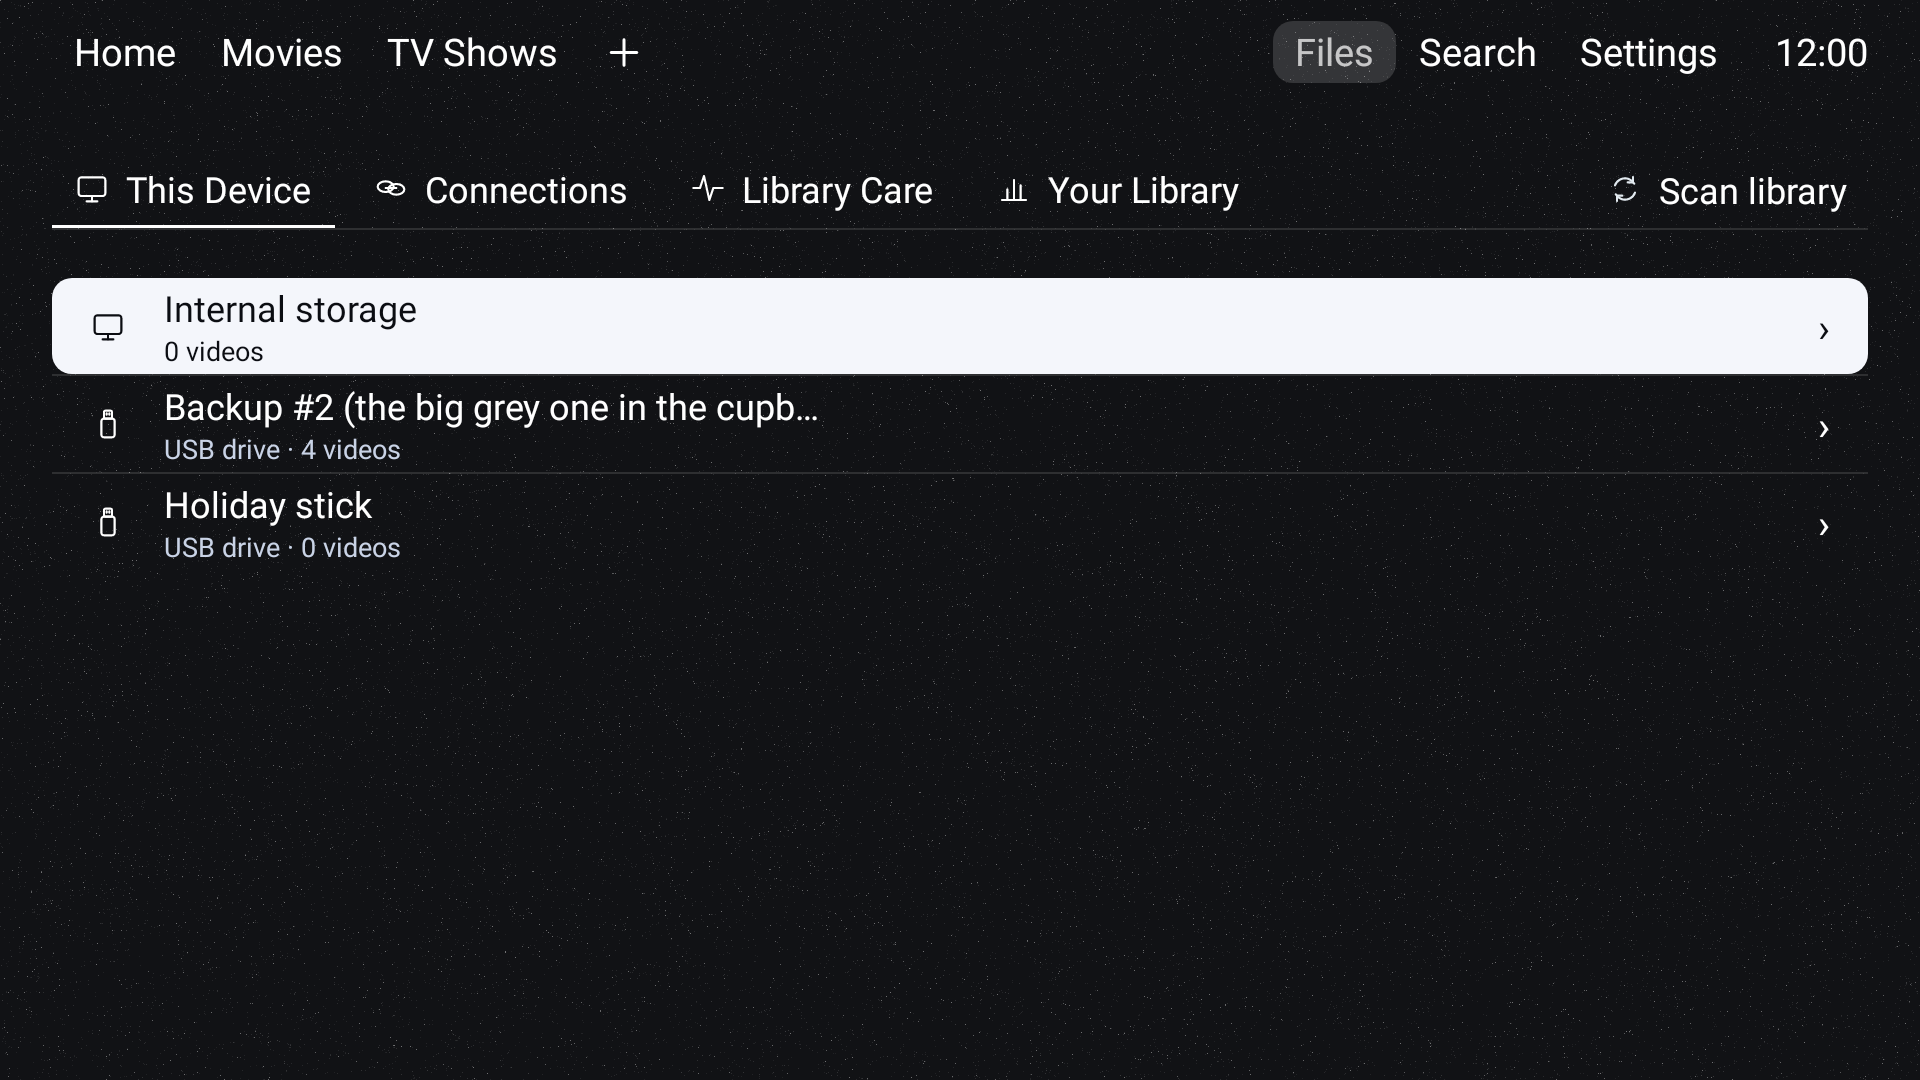 Home Movies TV Shows + Files Search Settings 12:00
This Device Connections Library Care Your Library Scan library
Internal storage
0 videos
Backup #2 (the big grey one in the cupb…
USB drive · 4 videos
Holiday stick
USB drive · 0 videos